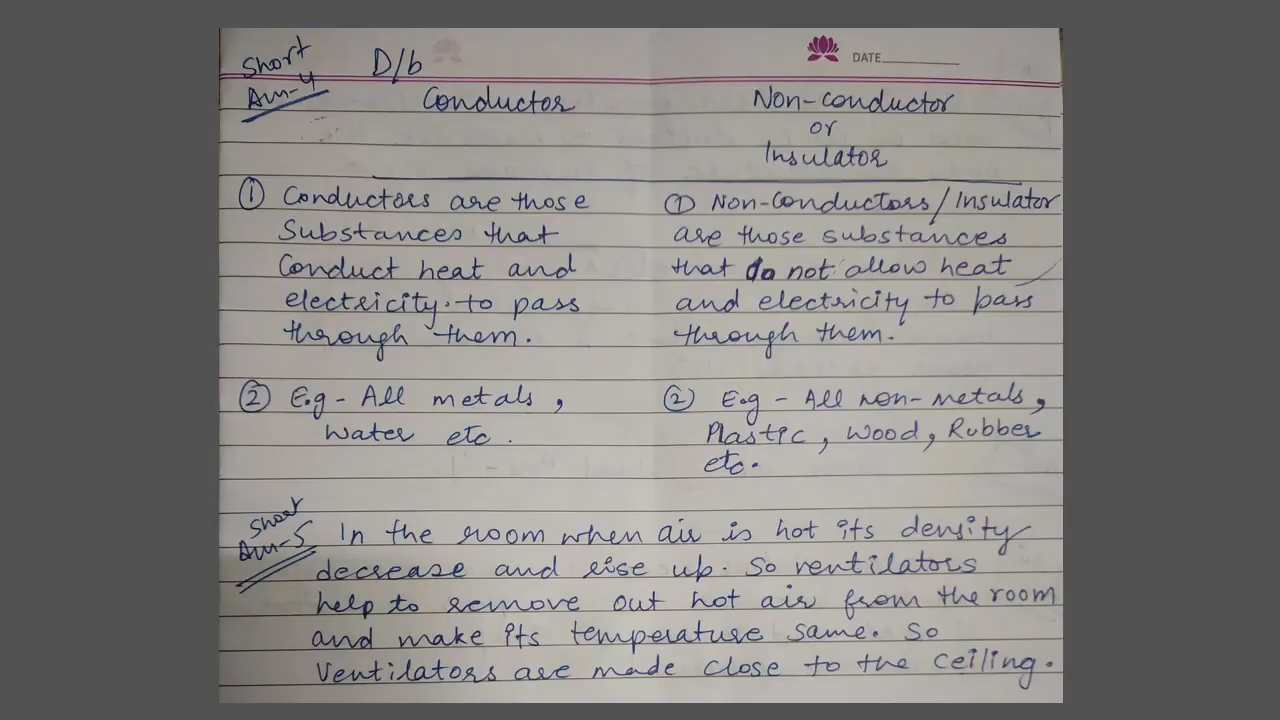 Short
Ans-4
D/b
DATE
Conductor
Non-conductor
or
Insulator
① Conductors are those
Substances that
Conduct heat and
electricity. to pass
through them.
② E.g - All metals,
Water etc.
① Non-Conductors/Insulator
are those substances
that do not allow heat
and electricity to pass
through them.
② E.g - All non-metals,
Plastic, Wood, Rubber
etc.
Short
Ans-5
In the room when air is hot its density
decrease and rise up. So ventilators
help to remove out hot air from the room
and make its temperature same. So
Ventilators are made close to the ceiling.